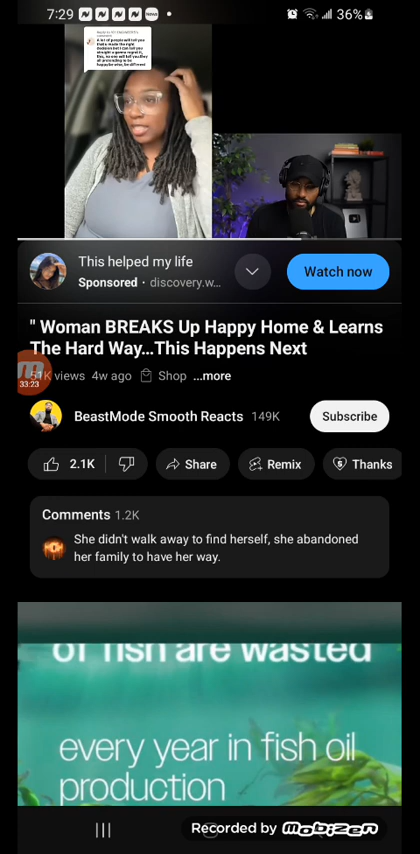 7:29
36%
This helped my life
Sponsored · discovery.w...
Watch now
" Woman BREAKS Up Happy Home & Learns
The Hard Way...This Happens Next
51K views 4w ago Shop ...more
33:23
BeastMode Smooth Reacts 149K
Subscribe
2.1K Share Remix Thanks
Comments 1.2K
She didn't walk away to find herself, she abandoned
her family to have her way.
of fish are wasted
every year in fish oil
production
Recorded by Mobizen